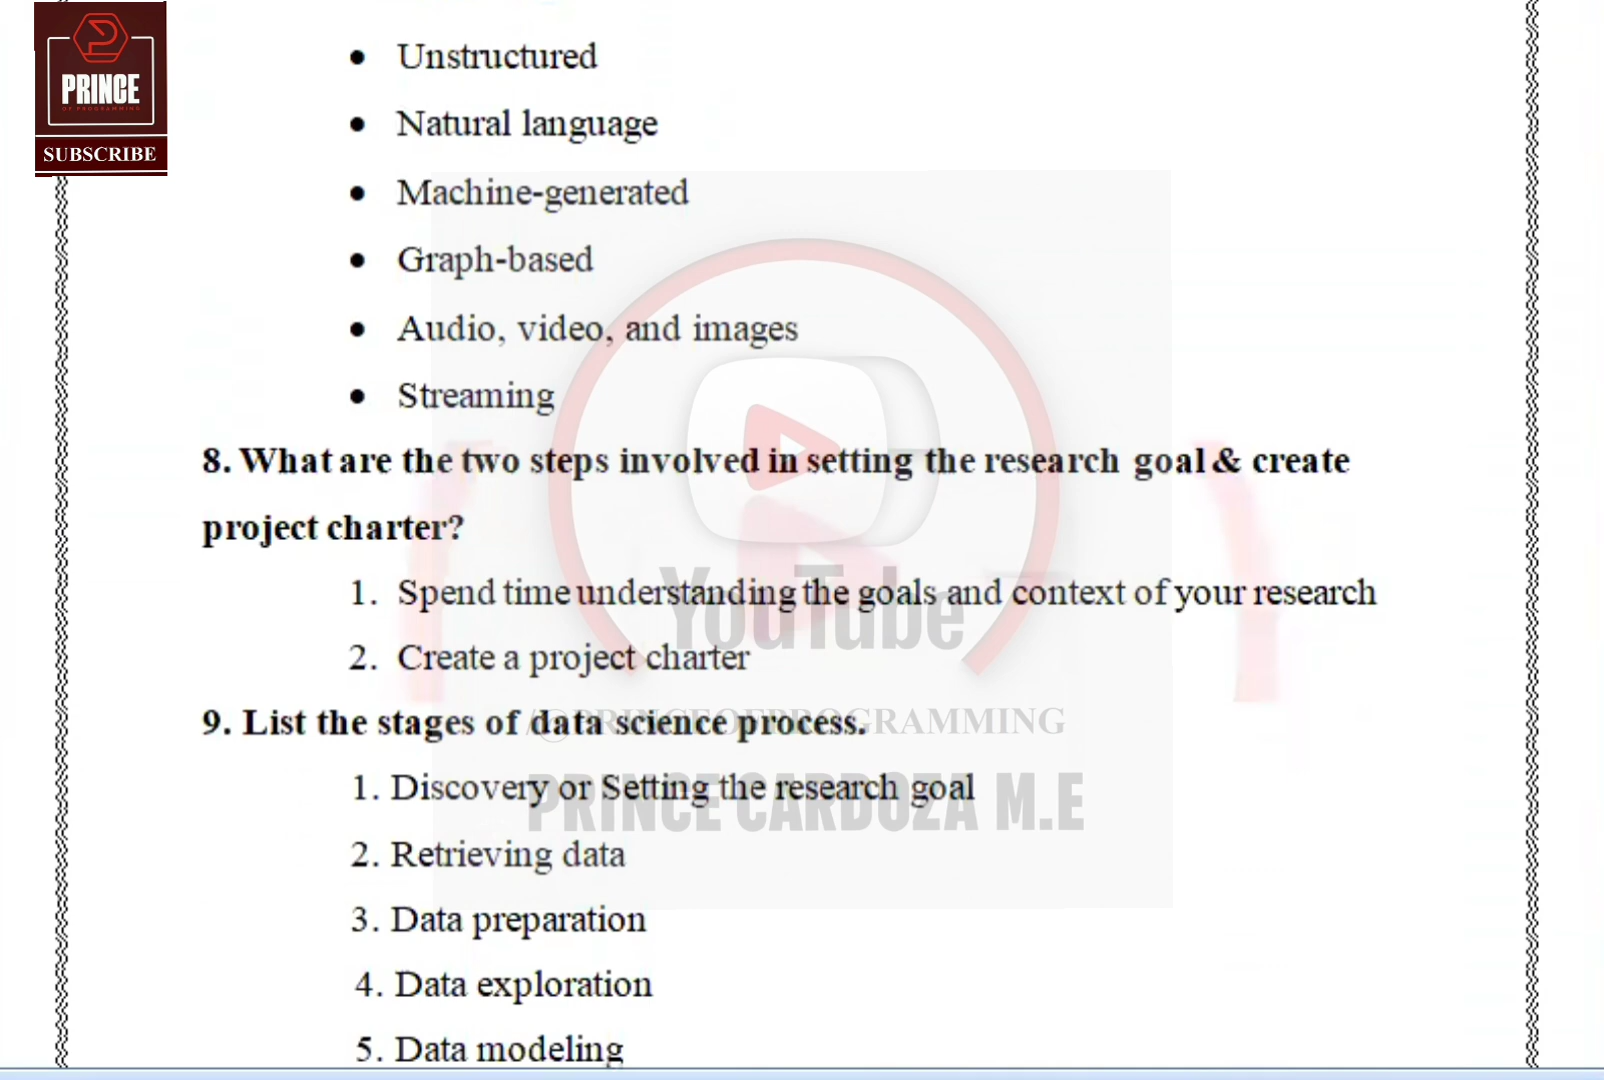 PRINCE
OF PROGRAMMING
SUBSCRIBE
• Unstructured
• Natural language
• Machine-generated
• Graph-based
• Audio, video, and images
• Streaming
8. What are the two steps involved in setting the research goal & create
project charter?
1. Spend time understanding the goals and context of your research
2. Create a project charter
YouTube
9. List the stages of data science process.
/@PRINCEOFPROGRAMMING
1. Discovery or Setting the research goal
PRINCE CARDOZA M.E
2. Retrieving data
3. Data preparation
4. Data exploration
5. Data modeling